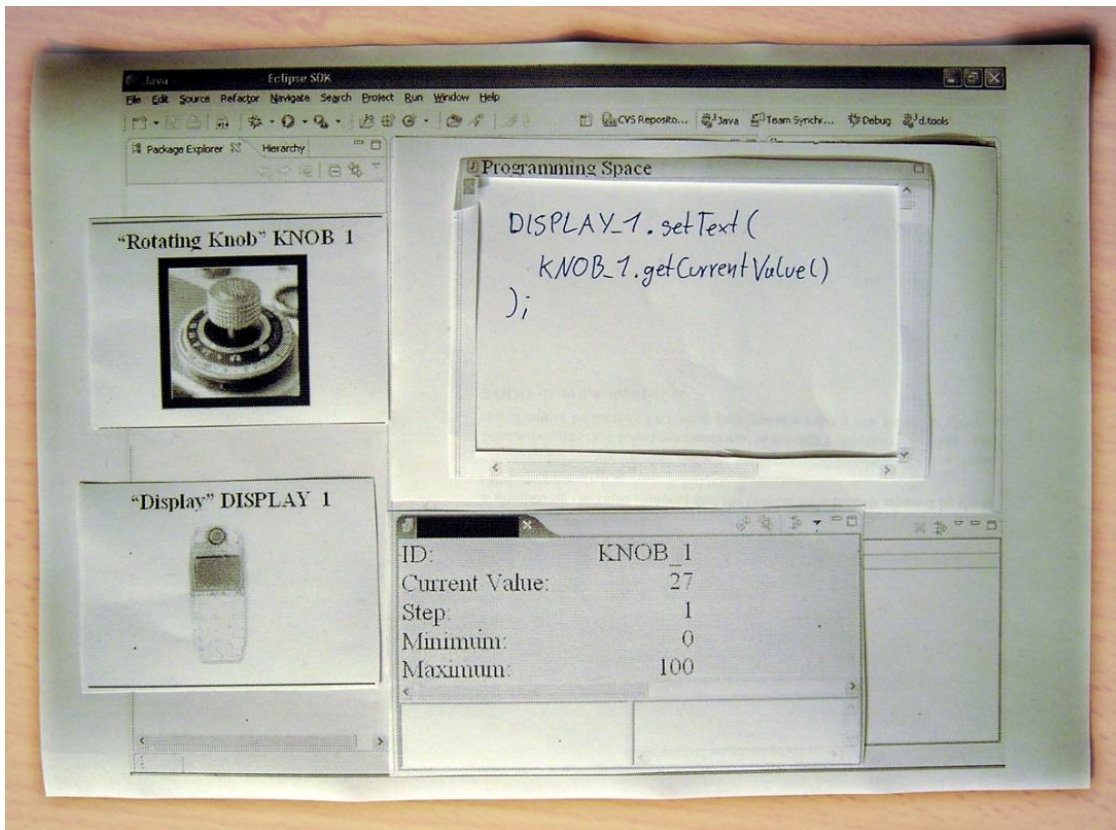 Java Eclipse SDK
File Edit Source Refactor Navigate Search Project Run Window Help
CVS Reposito... Java Team Synchr... Debug d.tools
Package Explorer Hierarchy
"Rotating Knob" KNOB 1
Programming Space
DISPLAY_1.setText(
KNOB_1.getCurrentValue()
);
"Display" DISPLAY 1
ID: KNOB_1
Current Value: 27
Step: 1
Minimum: 0
Maximum: 100